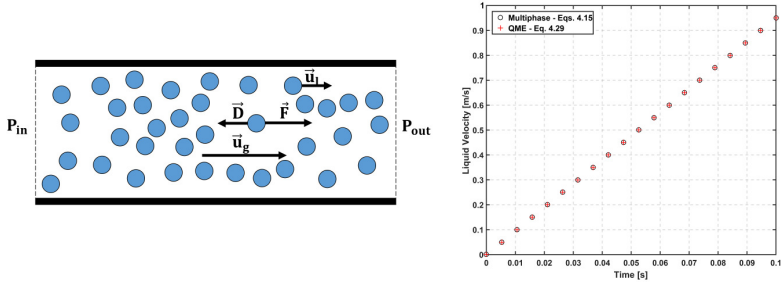 P_in
u⃗_l
D⃗
F⃗
u⃗_g
P_out
Multiphase - Eqs. 4.15
QME - Eq. 4.29
Liquid Velocity [m/s]
1
0.9
0.8
0.7
0.6
0.5
0.4
0.3
0.2
0.1
0
0 0.01 0.02 0.03 0.04 0.05 0.06 0.07 0.08 0.09 0.1
Time [s]